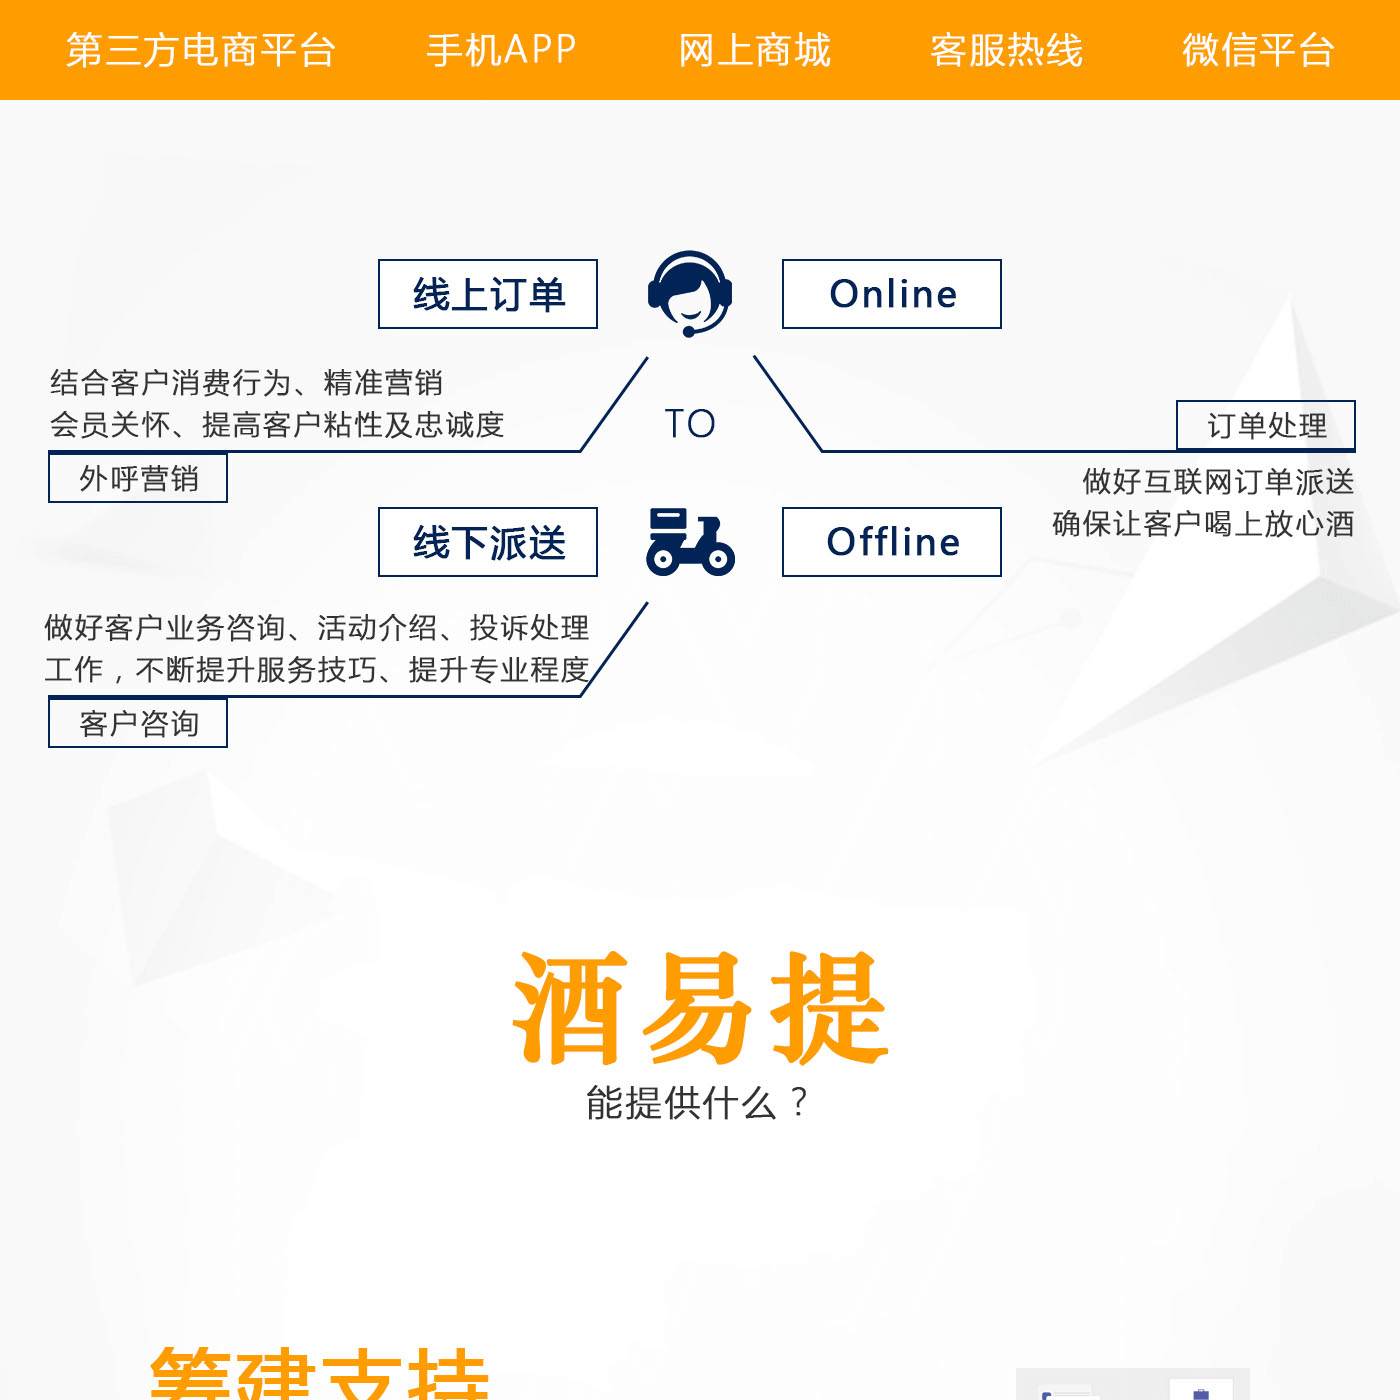 第三方电商平台 手机APP 网上商城 客服热线 微信平台
线上订单 Online
结合客户消费行为、精准营销
会员关怀、提高客户粘性及忠诚度
外呼营销
TO
订单处理
做好互联网订单派送
确保让客户喝上放心酒
线下派送 Offline
做好客户业务咨询、活动介绍、投诉处理
工作，不断提升服务技巧、提升专业程度
客户咨询
酒易提
能提供什么？
筹建支持